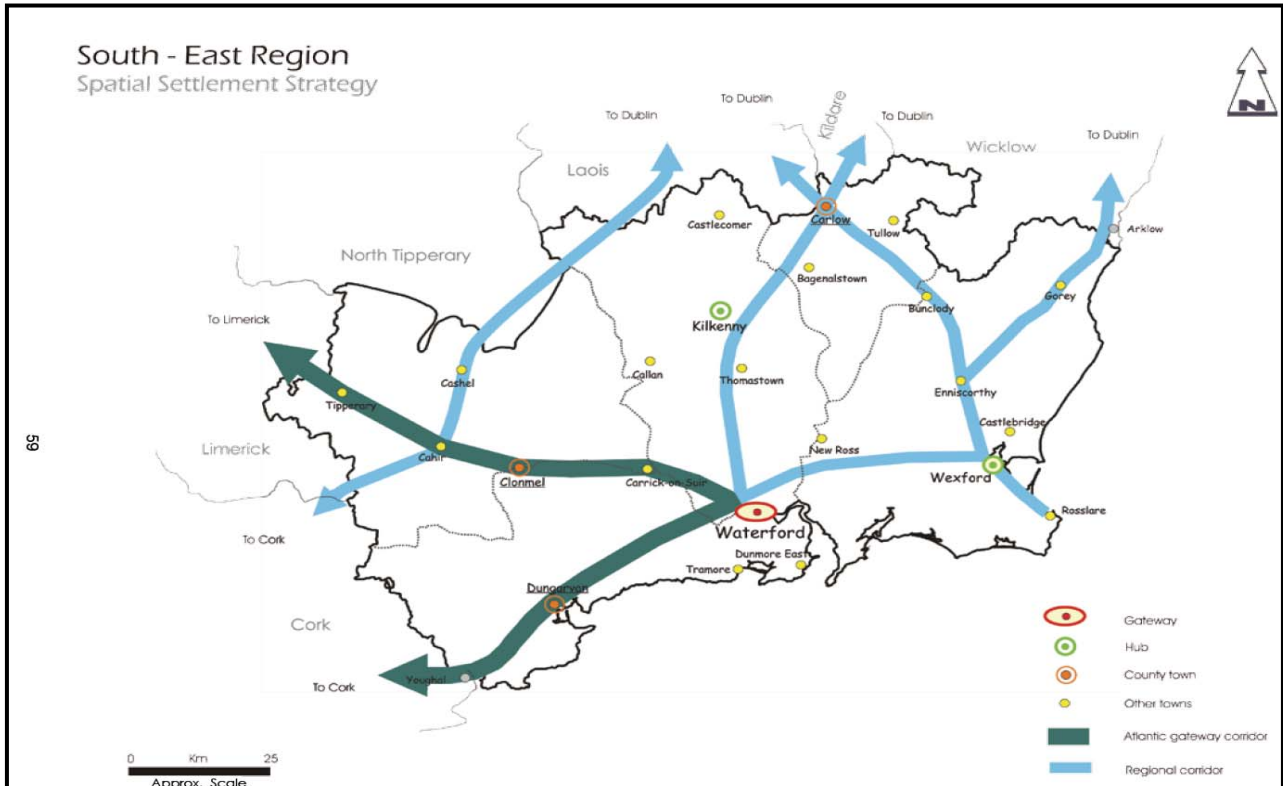 South - East Region
Spatial Settlement Strategy
N
To Dublin
To Dublin
Kildare
To Dublin
To Dublin
Wicklow
Laois
Castlecomer
Carlow
Tullow
Arklow
North Tipperary
Bagenalstown
Gorey
Bunclody
To Limerick
Kilkenny
Cashel
Callan
Thomastown
Enniscorthy
Tipperary
Castlebridge
New Ross
Limerick
Cahir
Clonmel
Carrick-on-Suir
Wexford
Rosslare
59
To Cork
Waterford
Dunmore East
Tramore
Dungarvan
Cork
Youghal
To Cork
Gateway
Hub
County town
Other towns
Atlantic gateway corridor
Regional corridor
0 Km 25
Approx. Scale